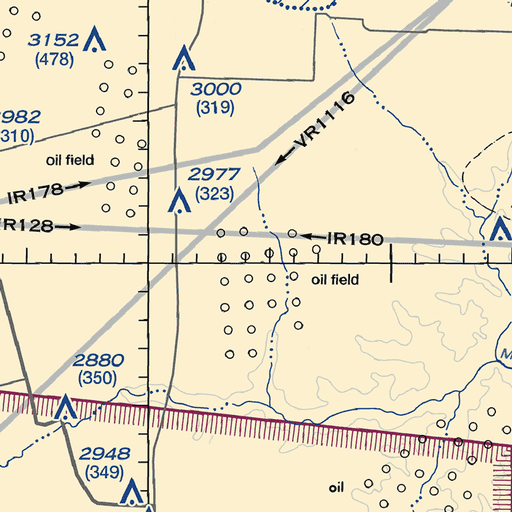 3152
(478)
3000
(319)
982
310)
VR1116
oil field
2977
(323)
IR178
R128
IR180
oil field
2880
(350)
M
2948
(349)
oil